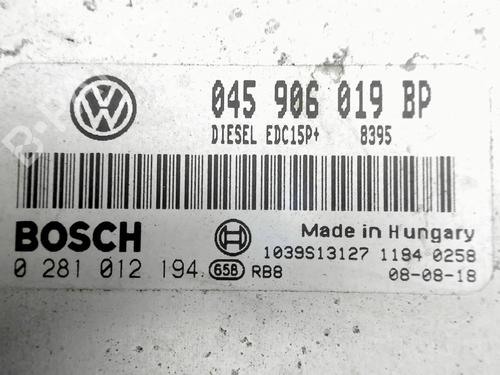 045 906 019 BP
DIESEL EDC15P+ 8395
BOSCH
Made in Hungary
1039S13127 1184 0258
0 281 012 194 658 RB8
08-08-18